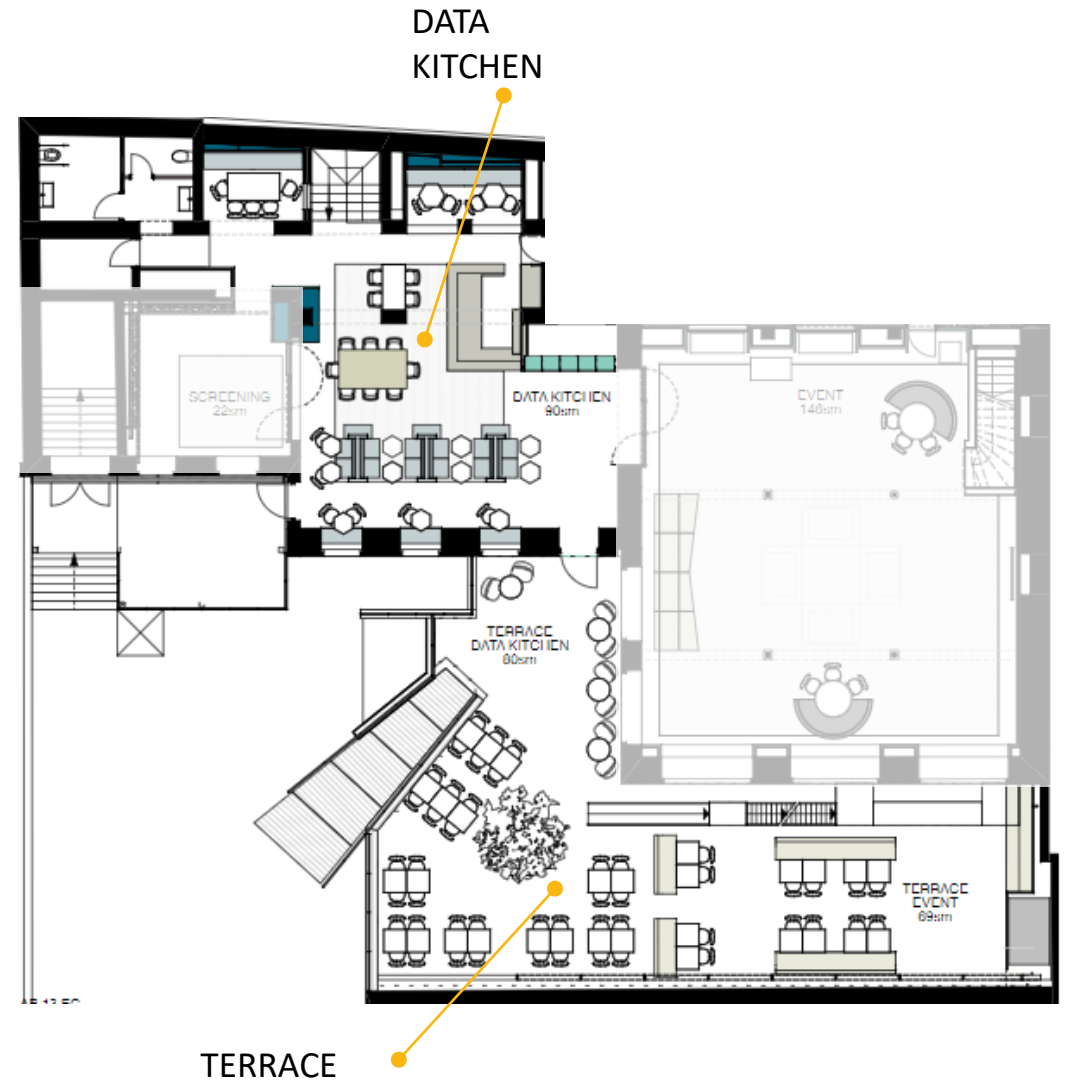 DATA
KITCHEN
SCREENING
22sm
DATA KITCHEN
90sm
EVENT
146sm
TERRACE
DATA KITCHEN
80sm
TERRACE
EVENT
69sm
TERRACE